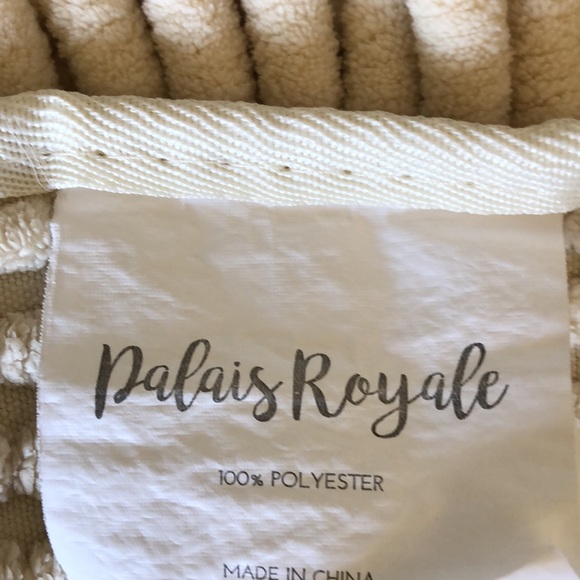 Palais Royale
100% POLYESTER
MADE IN CHINA